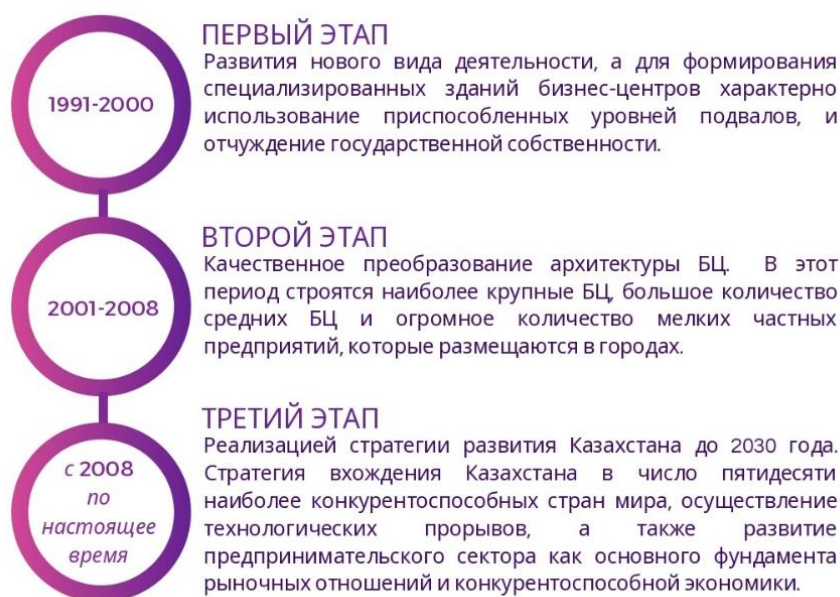 1991-2000
ПЕРВЫЙ ЭТАП
Развития нового вида деятельности, а для формирования
специализированных зданий бизнес-центров характерно
использование приспособленных уровней подвалов, и
отчуждение государственной собственности.
2001-2008
ВТОРОЙ ЭТАП
Качественное преобразование архитектуры БЦ. В этот
период строятся наиболее крупные БЦ, большое количество
средних БЦ и огромное количество мелких частных
предприятий, которые размещаются в городах.
с 2008
по
настоящее
время
ТРЕТИЙ ЭТАП
Реализацией стратегии развития Казахстана до 2030 года.
Стратегия вхождения Казахстана в число пятидесяти
наиболее конкурентоспособных стран мира, осуществление
технологических прорывов, а также развитие
предпринимательского сектора как основного фундамента
рыночных отношений и конкурентоспособной экономики.